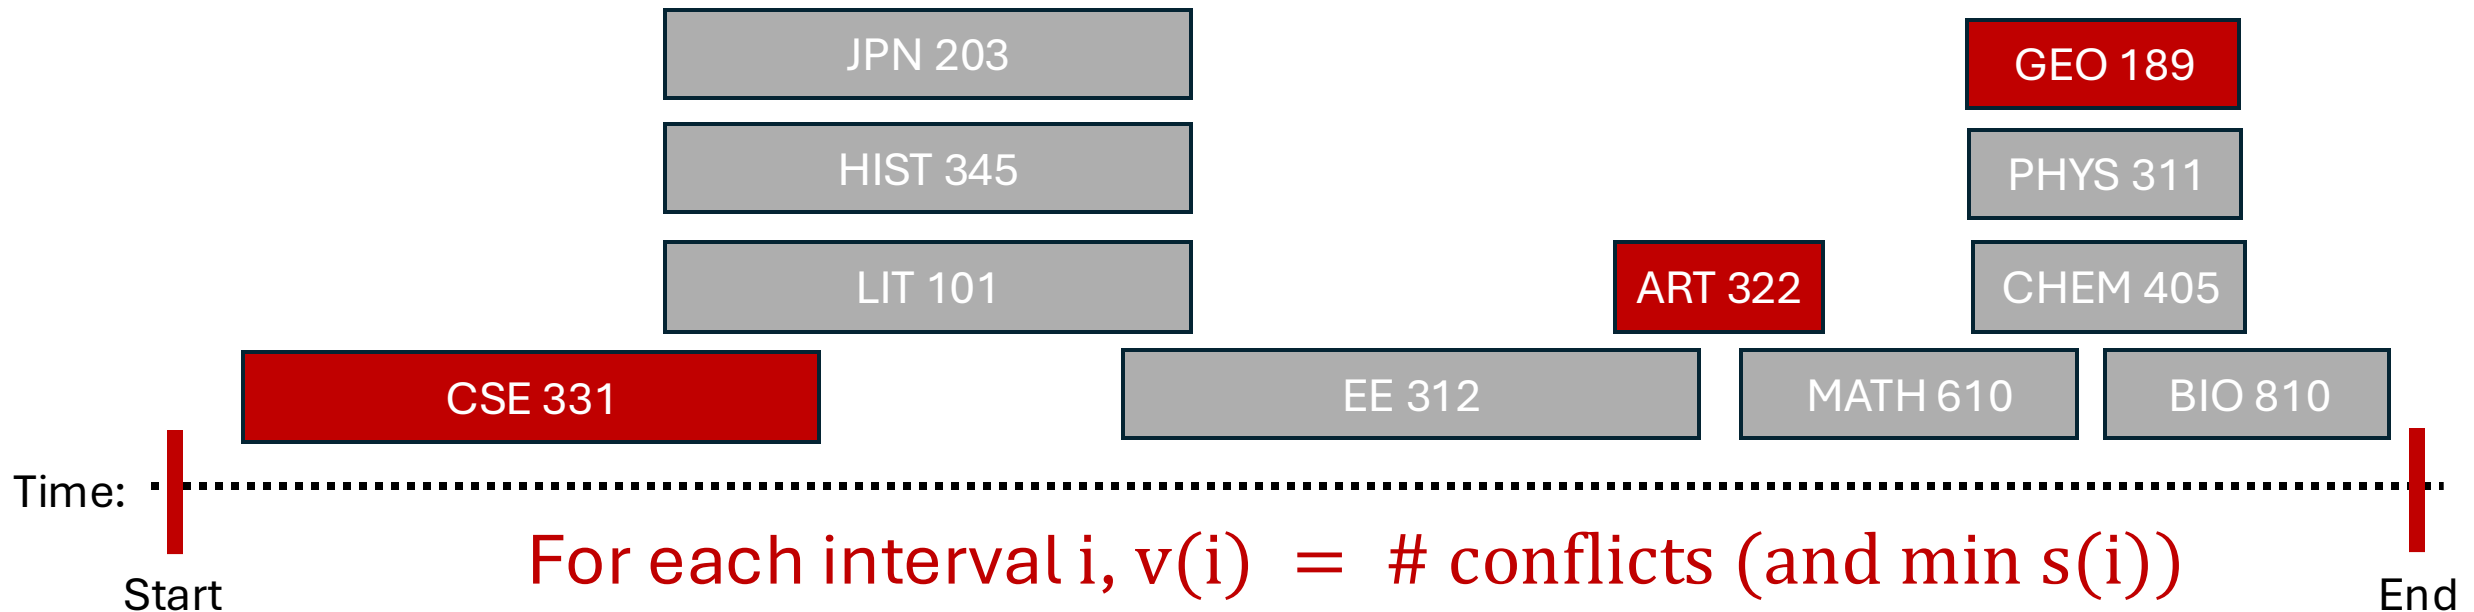 JPN 203
GEO 189
HIST 345
PHYS 311
LIT 101
ART 322
CHEM 405
CSE 331
EE 312
MATH 610
BIO 810
Time:
For each interval i, v(i) = # conflicts (and min s(i))
Start
End